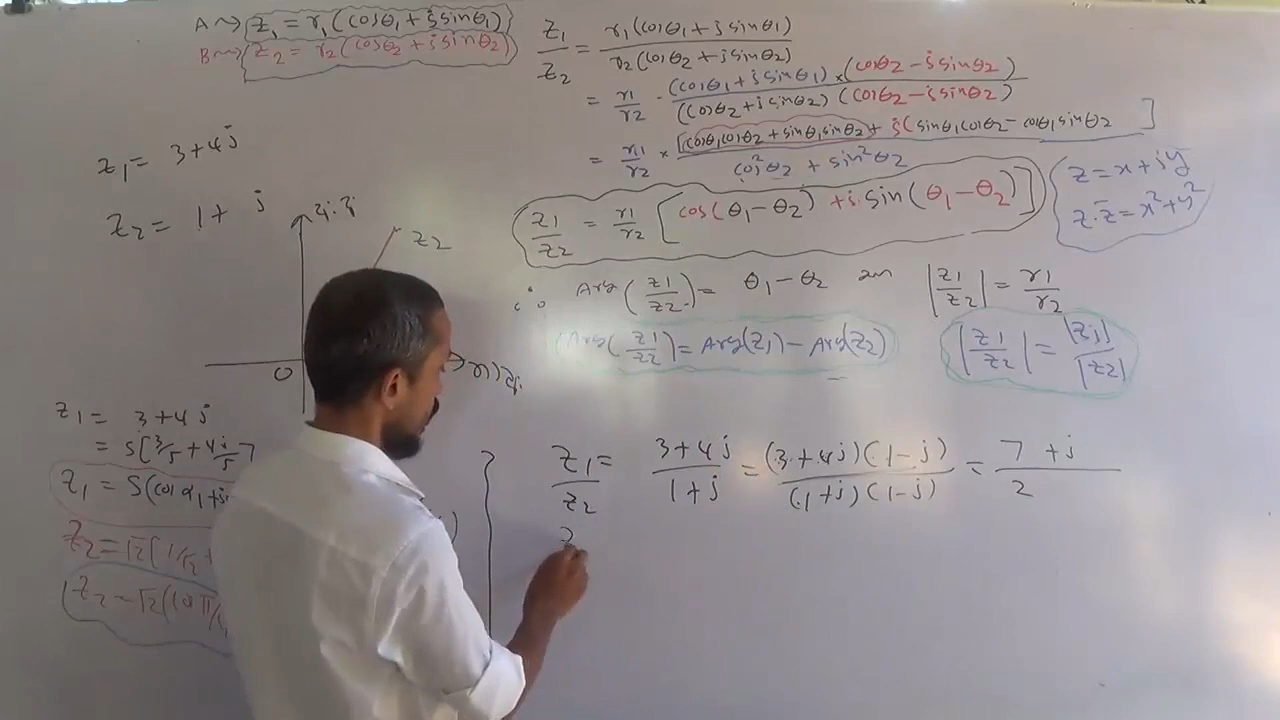 A → z₁ = r₁(cosθ₁ + j sinθ₁)
B → z₂ = r₂(cosθ₂ + j sinθ₂)
z₁ = 3+4j
z₂ = 1+ j
z₂
O
z₁ = 3+4j
= 5[3/5 + 4j/5]
z₁ = 5(cos α₁ + j
z₂ = √2[1/√2 +
z₂ = √2(cos π/
z₁/z₂ = r₁(cosθ₁ + j sinθ₁)/r₂(cosθ₂ + j sinθ₂)
= r₁/r₂ · (cosθ₁ + j sinθ₁) × (cosθ₂ - j sinθ₂)/(cosθ₂ + j sinθ₂) (cosθ₂ - j sinθ₂)
= r₁/r₂ × [(cosθ₁cosθ₂ + sinθ₁sinθ₂) + j(sinθ₁cosθ₂ - cosθ₁sinθ₂]/cos²θ₂ + sin²θ₂
z₁/z₂ = r₁/r₂ [cos(θ₁-θ₂) + j sin(θ₁-θ₂)]
z = x+jy
z·z̄ = x²+y²
∴ Arg(z₁/z₂) = θ₁ - θ₂
|z₁/z₂| = r₁/r₂
Arg(z₁/z₂) = Arg(z₁) - Arg(z₂)
|z₁/z₂| = |z₁|/|z₂|
z₁/z₂ = 3+4j/1+j = (3+4j)(1-j)/(1+j)(1-j) = 7+j/2